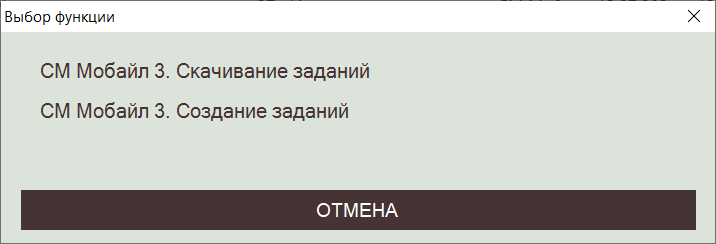 Выбор функции
СМ Мобайл 3. Скачивание заданий
СМ Мобайл 3. Создание заданий
ОТМЕНА